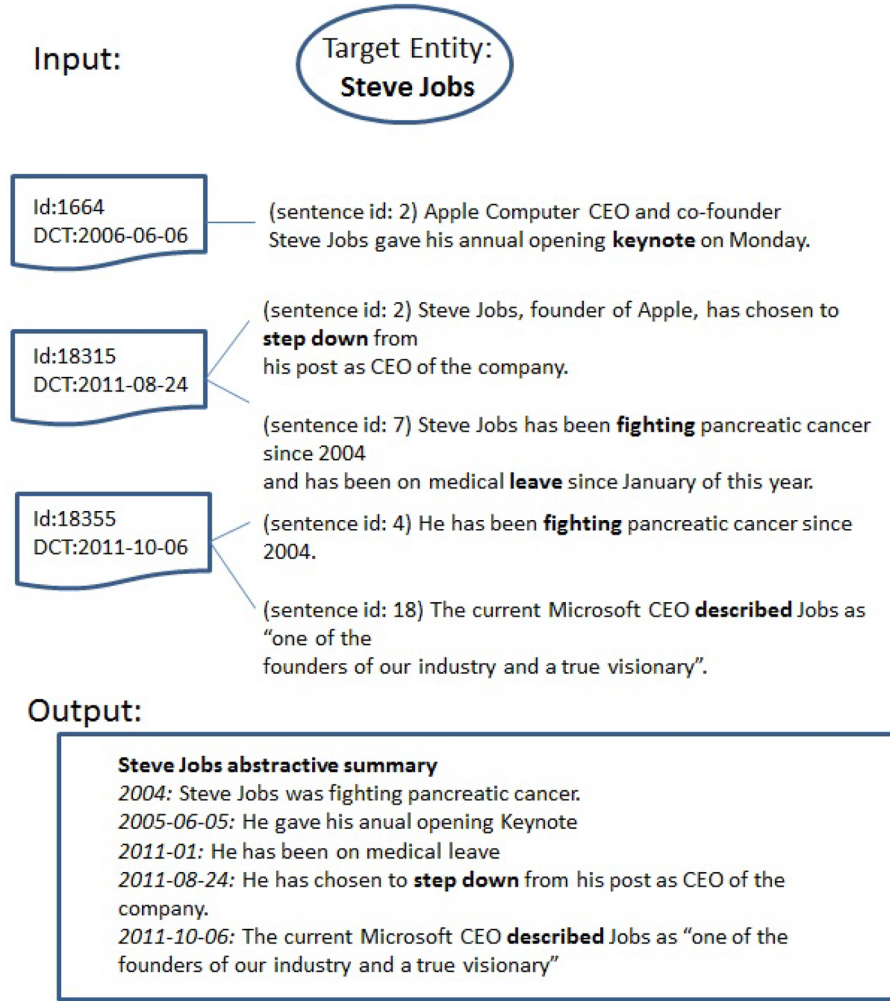 Input:
Target Entity:
Steve Jobs
Id:1664
DCT:2006-06-06
(sentence id: 2) Apple Computer CEO and co-founder
Steve Jobs gave his annual opening keynote on Monday.
Id:18315
DCT:2011-08-24
(sentence id: 2) Steve Jobs, founder of Apple, has chosen to
step down from
his post as CEO of the company.
(sentence id: 7) Steve Jobs has been fighting pancreatic cancer
since 2004
and has been on medical leave since January of this year.
Id:18355
DCT:2011-10-06
(sentence id: 4) He has been fighting pancreatic cancer since
2004.
(sentence id: 18) The current Microsoft CEO described Jobs as
“one of the
founders of our industry and a true visionary”.
Output:
Steve Jobs abstractive summary
2004: Steve Jobs was fighting pancreatic cancer.
2005-06-05: He gave his anual opening Keynote
2011-01: He has been on medical leave
2011-08-24: He has chosen to step down from his post as CEO of the
company.
2011-10-06: The current Microsoft CEO described Jobs as “one of the
founders of our industry and a true visionary”